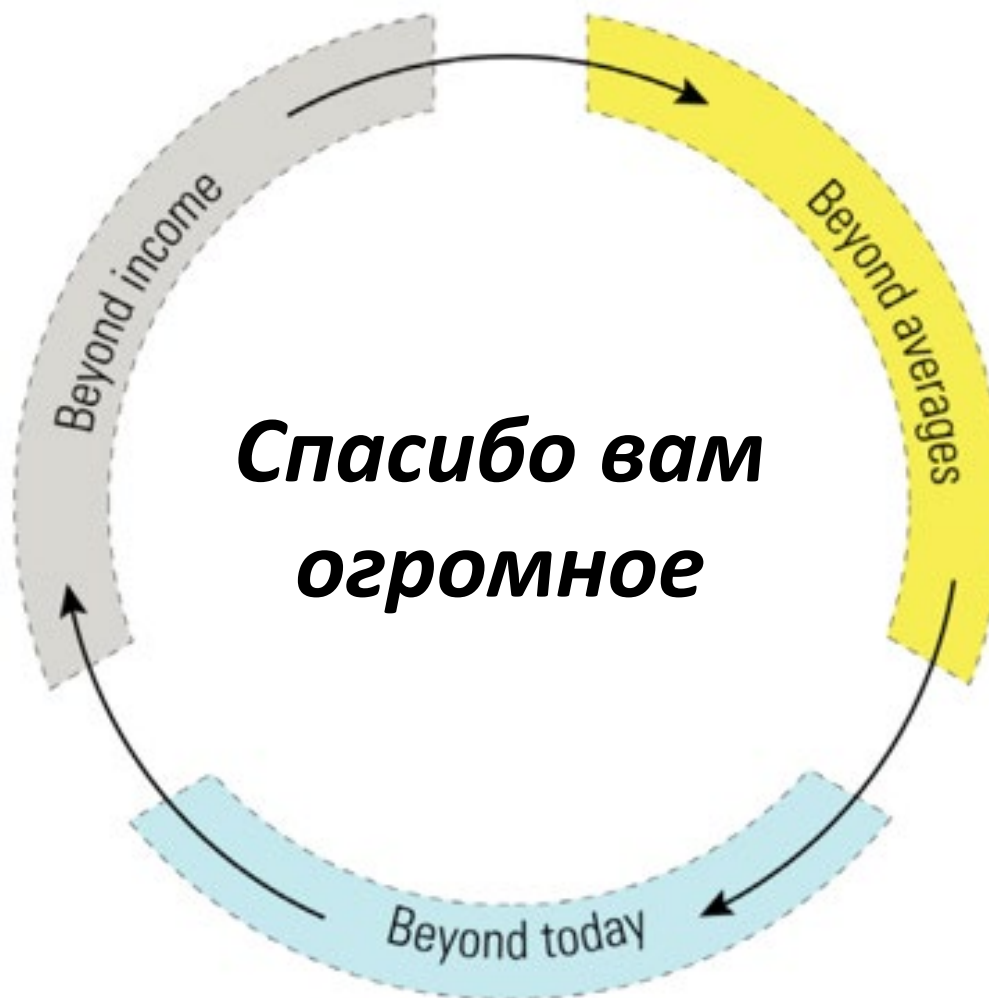 Beyond income
Beyond averages
Спасибо вам
огромное
Beyond today